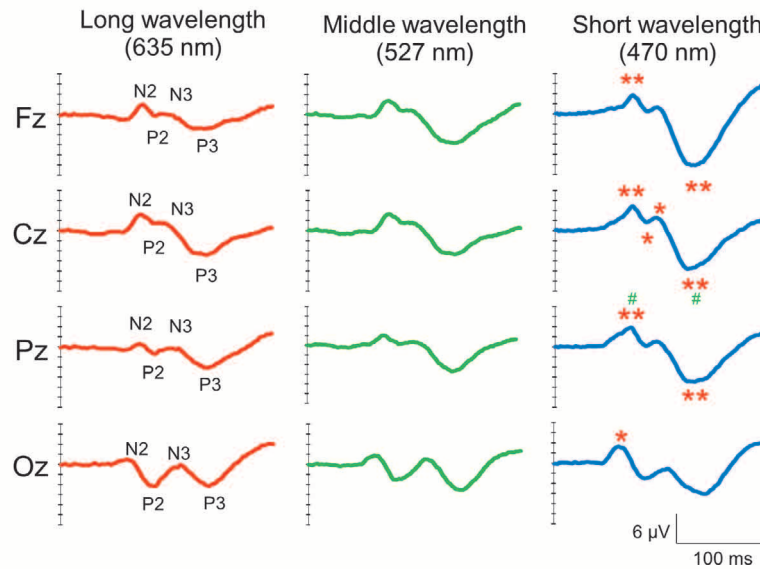 Long wavelength
(635 nm)
Middle wavelength
(527 nm)
Short wavelength
(470 nm)
Fz
N2
N3
P2
P3
**
**
Cz
N2
N3
P2
P3
**
*
*
**
Pz
N2
N3
P2
P3
#
#
**
**
Oz
N2
N3
P2
P3
*
6 µV
100 ms